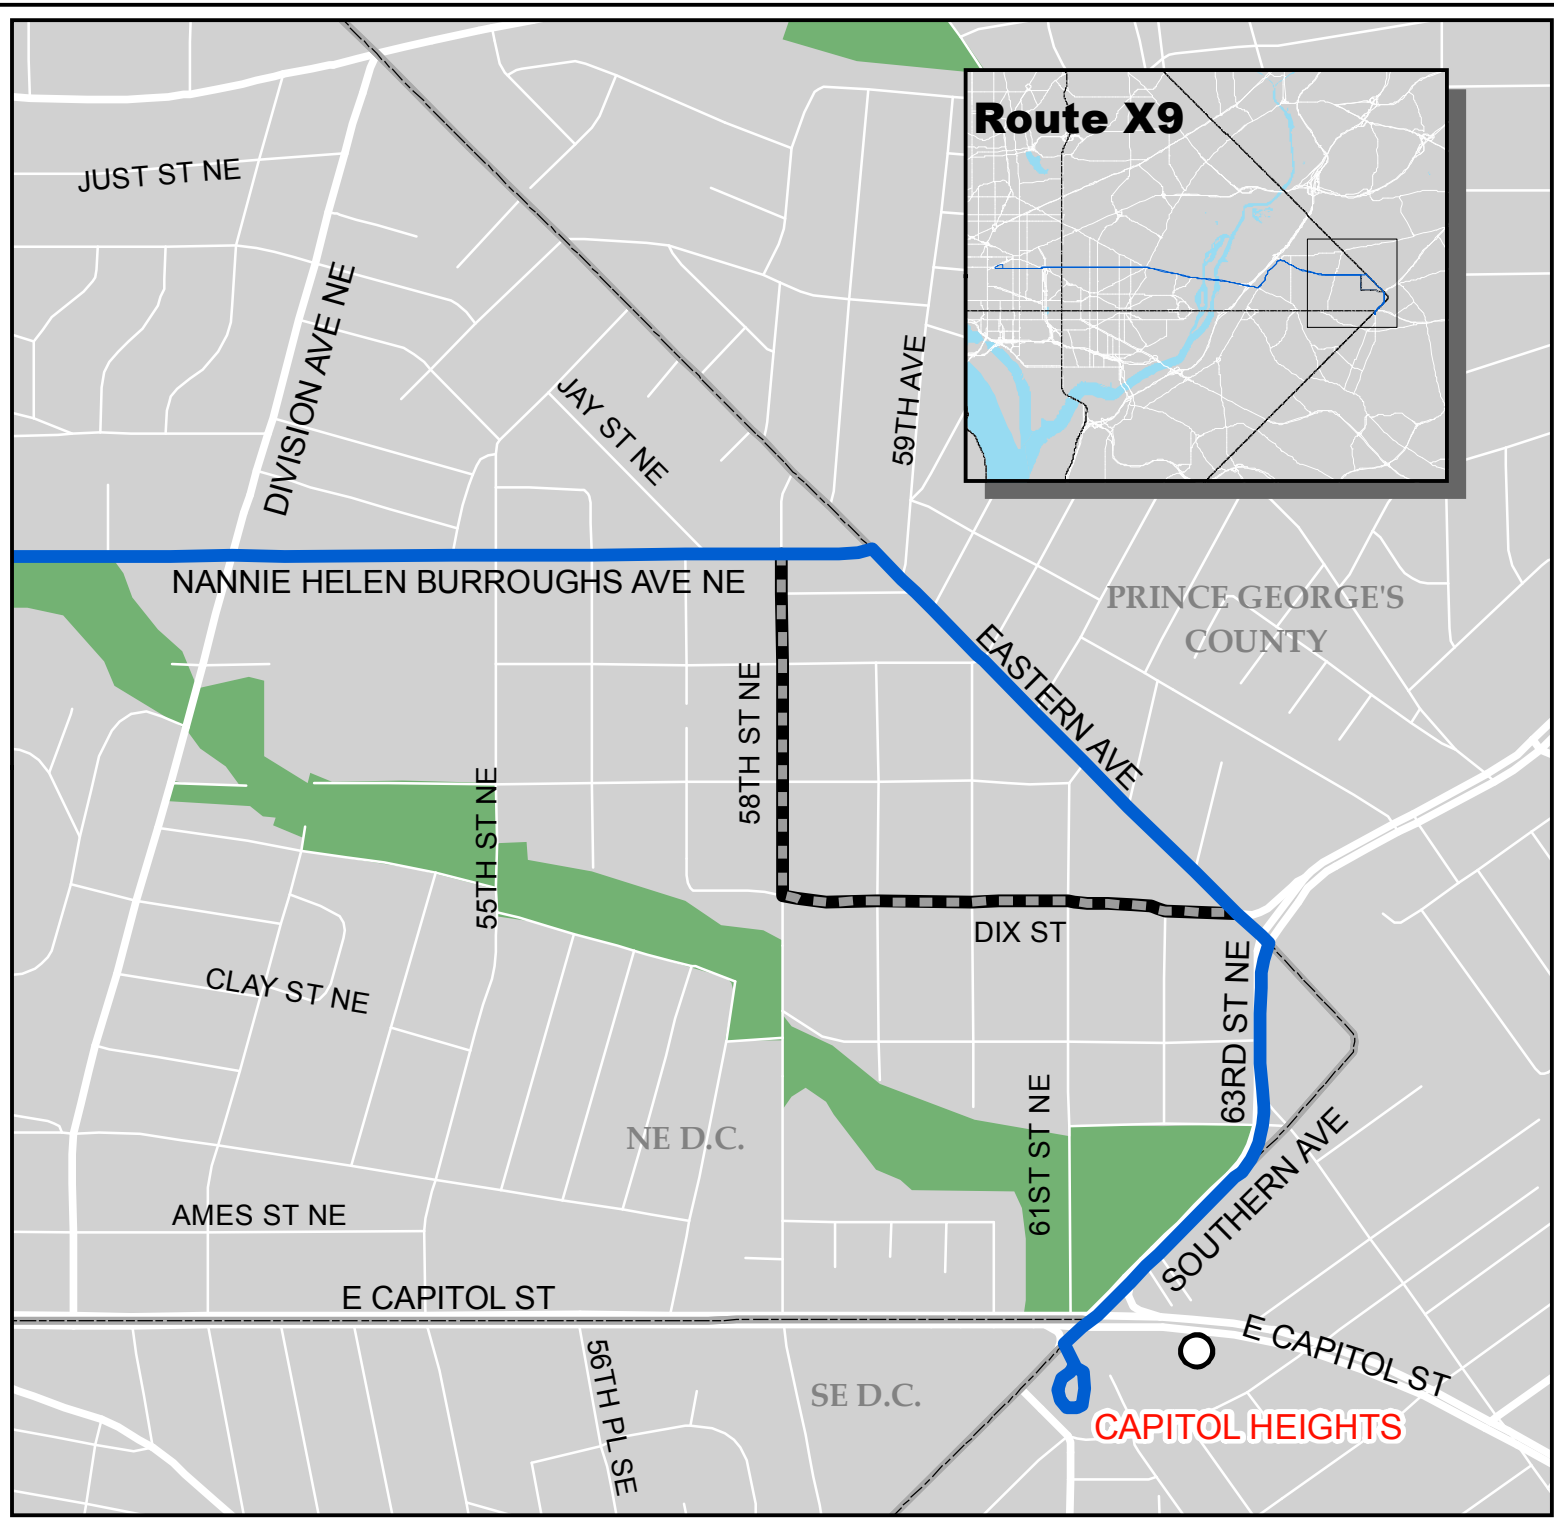 Route X9
JUST ST NE
DIVISION AVE NE
JAY ST NE
59TH AVE
NANNIE HELEN BURROUGHS AVE NE
PRINCE GEORGE'S
COUNTY
EASTERN AVE
58TH ST NE
55TH ST NE
DIX ST
CLAY ST NE
63RD ST NE
NE D.C.
61ST ST NE
SOUTHERN AVE
AMES ST NE
E CAPITOL ST
E CAPITOL ST
56TH PL SE
SE D.C.
CAPITOL HEIGHTS